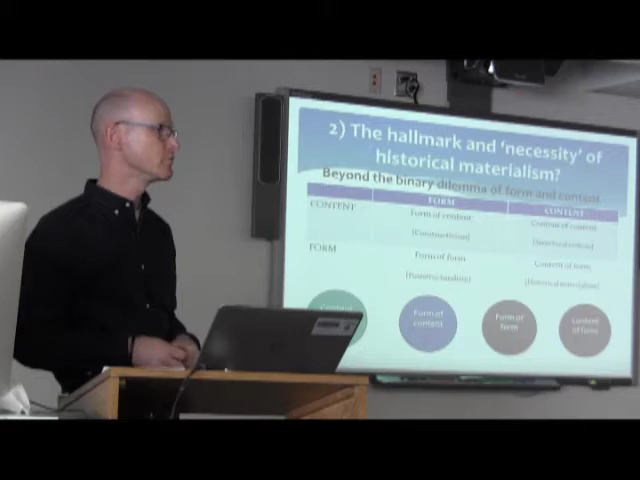 2) The hallmark and 'necessity' of
historical materialism?
Beyond the binary dilemma of form and content
FORM
CONTENT
CONTENT
Form of content
Content of content
[Constructivism]
FORM
Form of form
Content of form
[Poststructuralism]
[Historical materialism]
Content
Form of
content
Form of
form
Content
of form